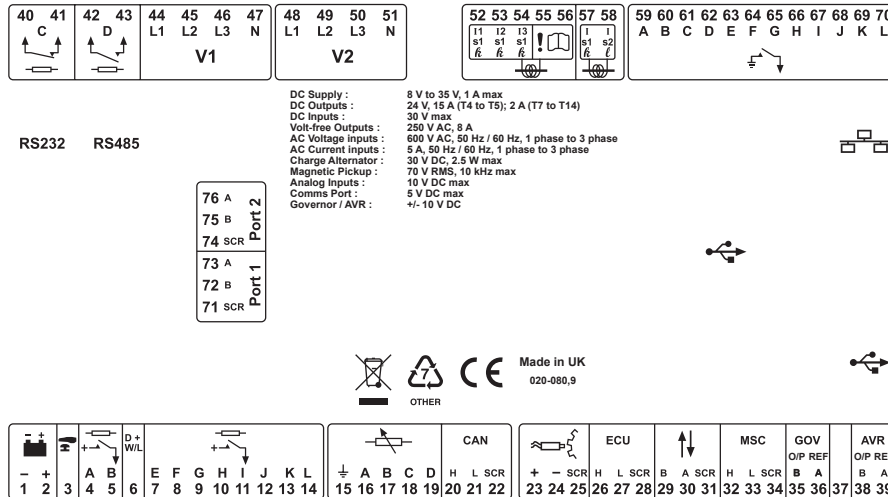 40 41 42 43 44 45 46 47 48 49 50 51 52 53 54 55 56 57 58 59 60 61 62 63 64 65 66 67 68 69 70
C D L1 L2 L3 N L1 L2 L3 N I1 I2 I3 I I A B C D E F G H I J K L
s1 s1 s1 s1 s2
k k k ! k ℓ
V1 V2
DC Supply : 8 V to 35 V, 1 A max
DC Outputs : 24 V, 15 A (T4 to T5); 2 A (T7 to T14)
DC Inputs : 30 V max
Volt-free Outputs : 250 V AC, 8 A
AC Voltage inputs : 600 V AC, 50 Hz / 60 Hz, 1 phase to 3 phase
AC Current inputs : 5 A, 50 Hz / 60 Hz, 1 phase to 3 phase
Charge Alternator : 30 V DC, 2.5 W max
Magnetic Pickup : 70 V RMS, 10 kHz max
Analog Inputs : 10 V DC max
Comms Port : 5 V DC max
Governor / AVR : +/- 10 V DC
RS232 RS485
76 A
75 B
74 SCR
Port 2
73 A
72 B
71 SCR
Port 1
7
OTHER
CE
Made in UK
020-080,9
- + + D + + CAN ECU MSC GOV AVR
W/L O/P REF O/P RE
− + A B E F G H I J K L A B C D H L SCR + − SCR H L SCR B A SCR H L SCR B A B A
1 2 3 4 5 6 7 8 9 10 11 12 13 14 15 16 17 18 19 20 21 22 23 24 25 26 27 28 29 30 31 32 33 34 35 36 37 38 39